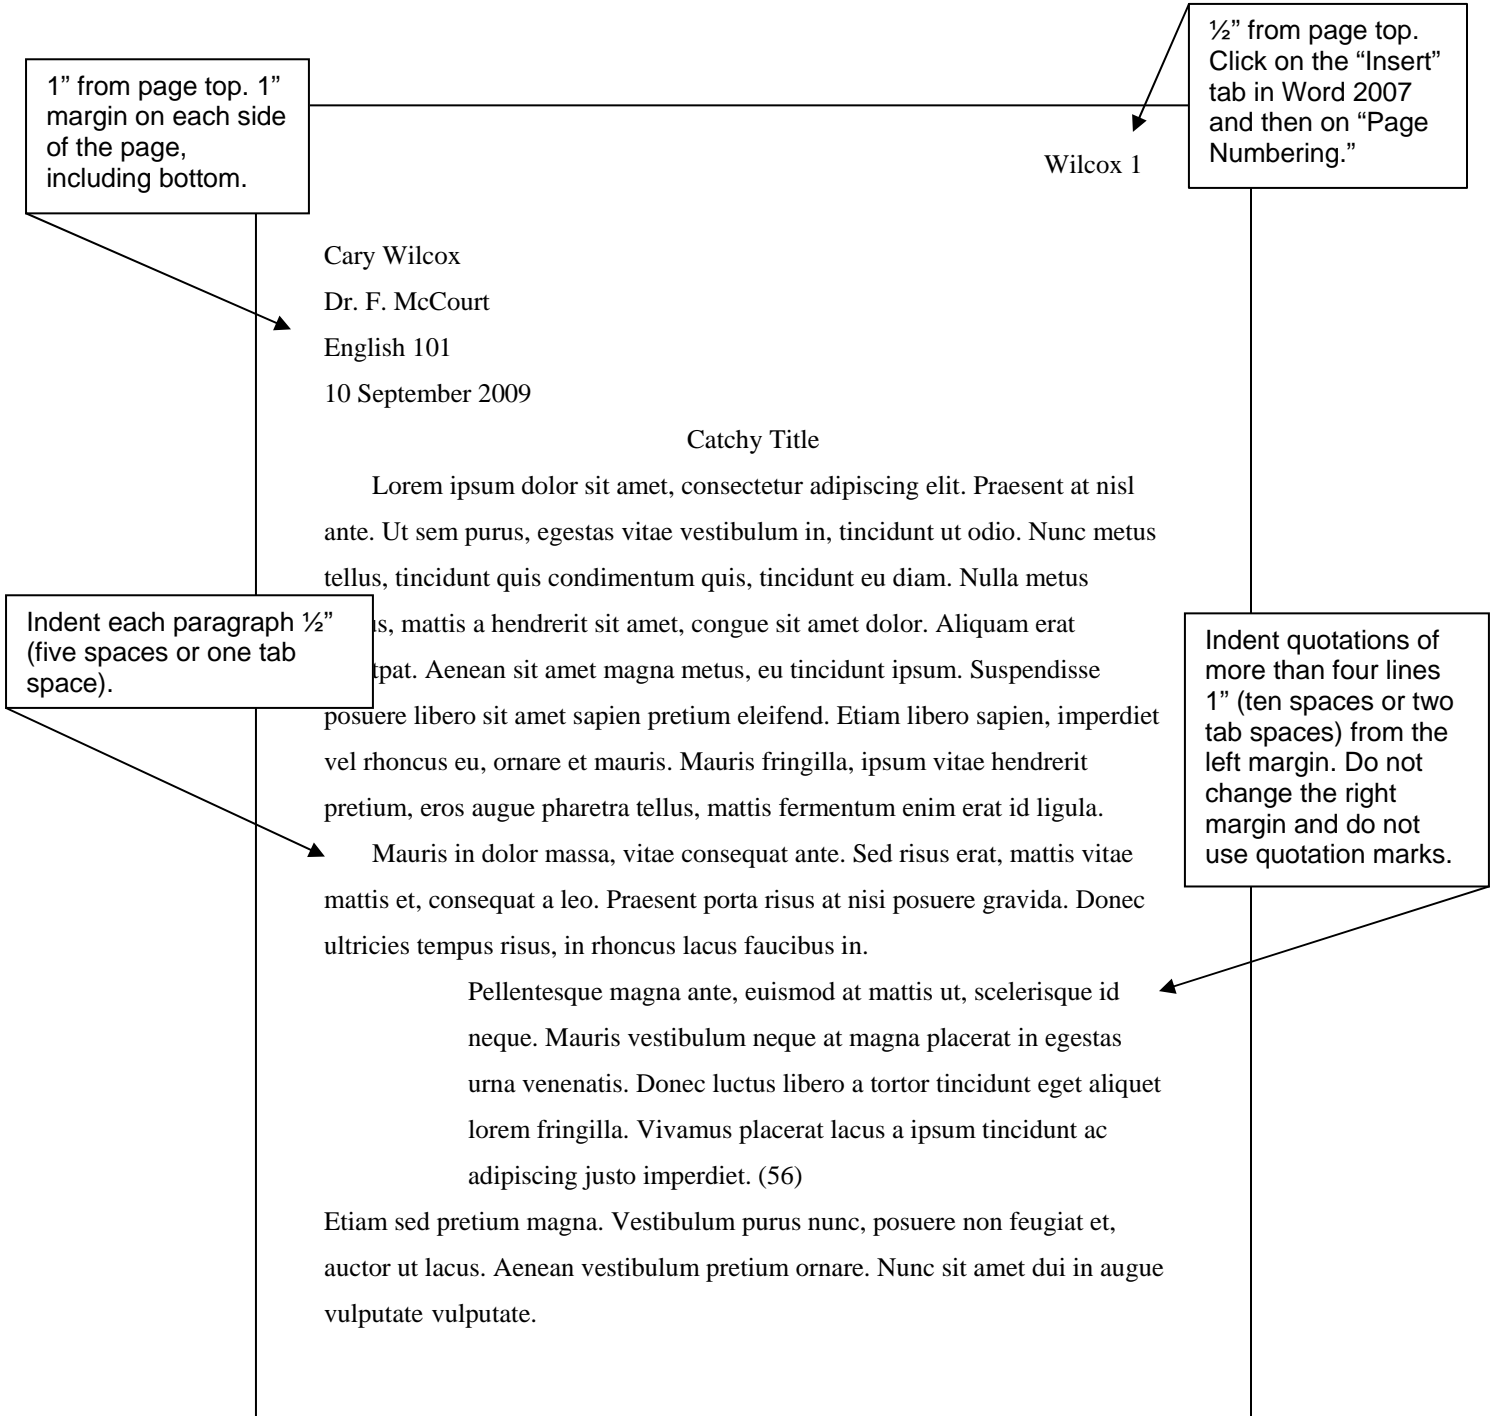 ½” from page top.
Click on the “Insert”
tab in Word 2007
and then on “Page
Numbering.”
1” from page top. 1”
margin on each side
of the page,
including bottom.
Wilcox 1
Cary Wilcox
Dr. F. McCourt
English 101
10 September 2009
Catchy Title
Lorem ipsum dolor sit amet, consectetur adipiscing elit. Praesent at nisl
ante. Ut sem purus, egestas vitae vestibulum in, tincidunt ut odio. Nunc metus
tellus, tincidunt quis condimentum quis, tincidunt eu diam. Nulla metus
mattis a hendrerit sit amet, congue sit amet dolor. Aliquam erat
Aenean sit amet magna metus, eu tincidunt ipsum. Suspendisse
posuere libero sit amet sapien pretium eleifend. Etiam libero sapien, imperdiet
vel rhoncus eu, ornare et mauris. Mauris fringilla, ipsum vitae hendrerit
pretium, eros augue pharetra tellus, mattis fermentum enim erat id ligula.
Indent each paragraph ½”
(five spaces or one tab
space).
Mauris in dolor massa, vitae consequat ante. Sed risus erat, mattis vitae
mattis et, consequat a leo. Praesent porta risus at nisi posuere gravida. Donec
ultricies tempus risus, in rhoncus lacus faucibus in.
Indent quotations of
more than four lines
1” (ten spaces or two
tab spaces) from the
left margin. Do not
change the right
margin and do not
use quotation marks.
Pellentesque magna ante, euismod at mattis ut, scelerisque id
neque. Mauris vestibulum neque at magna placerat in egestas
urna venenatis. Donec luctus libero a tortor tincidunt eget aliquet
lorem fringilla. Vivamus placerat lacus a ipsum tincidunt ac
adipiscing justo imperdiet. (56)
Etiam sed pretium magna. Vestibulum purus nunc, posuere non feugiat et,
auctor ut lacus. Aenean vestibulum pretium ornare. Nunc sit amet dui in augue
vulputate vulputate.